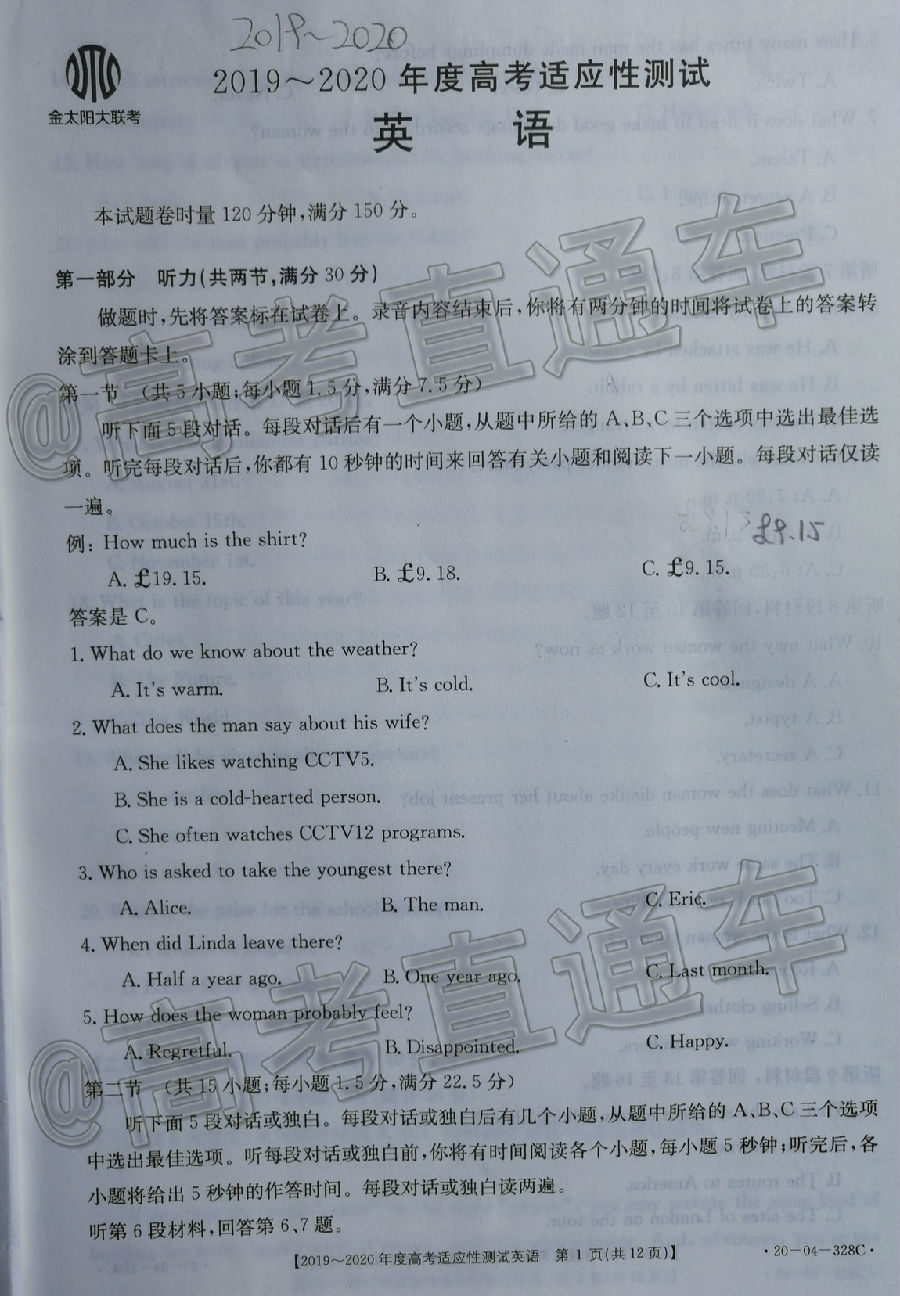 2019~2020
金太阳大联考
2019～2020年度高考适应性测试
英 语
本试题卷时量120分钟,满分150分。
第一部分 听力(共两节,满分30分)
做题时,先将答案标在试卷上。录音内容结束后,你将有两分钟的时间将试卷上的答案转
涂到答题卡上。
第一节 (共5小题;每小题1.5分,满分7.5分)
听下面5段对话。每段对话后有一个小题,从题中所给的A、B、C三个选项中选出最佳选
项。听完每段对话后,你都有10秒钟的时间来回答有关小题和阅读下一小题。每段对话仅读
一遍。
£9.15
例: How much is the shirt?
A. £19.15. B. £9.18. C. £9.15.
答案是C。
1. What do we know about the weather?
A. It's warm. B. It's cold. C. It's cool.
2. What does the man say about his wife?
A. She likes watching CCTV5.
B. She is a cold-hearted person.
C. She often watches CCTV12 programs.
3. Who is asked to take the youngest there?
A. Alice. B. The man. C. Eric.
4. When did Linda leave there?
A. Half a year ago. B. One year ago. C. Last month.
5. How does the woman probably feel?
A. Regretful. B. Disappointed. C. Happy.
第二节 (共15小题;每小题1.5分,满分22.5分)
听下面5段对话或独白。每段对话或独白后有几个小题,从题中所给的A、B、C三个选项
中选出最佳选项。听每段对话或独白前,你将有时间阅读各个小题,每小题5秒钟;听完后,各
小题将给出5秒钟的作答时间。每段对话或独白读两遍。
听第6段材料,回答第6、7题。
【2019～2020年度高考适应性测试英语 第1页(共12页)】 ·20-04-328C·
@高考直通车
@高考直通车